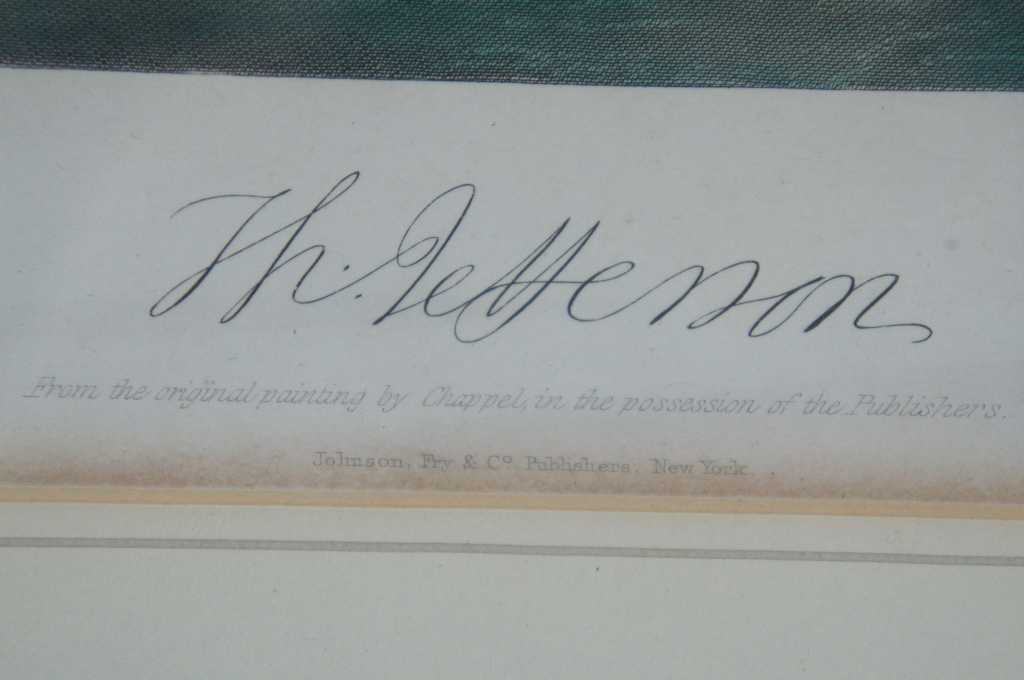 Th. Jefferson
From the original painting by Chappel, in the possession of the Publishers.
Johnson, Fry & Co. Publishers, New York.